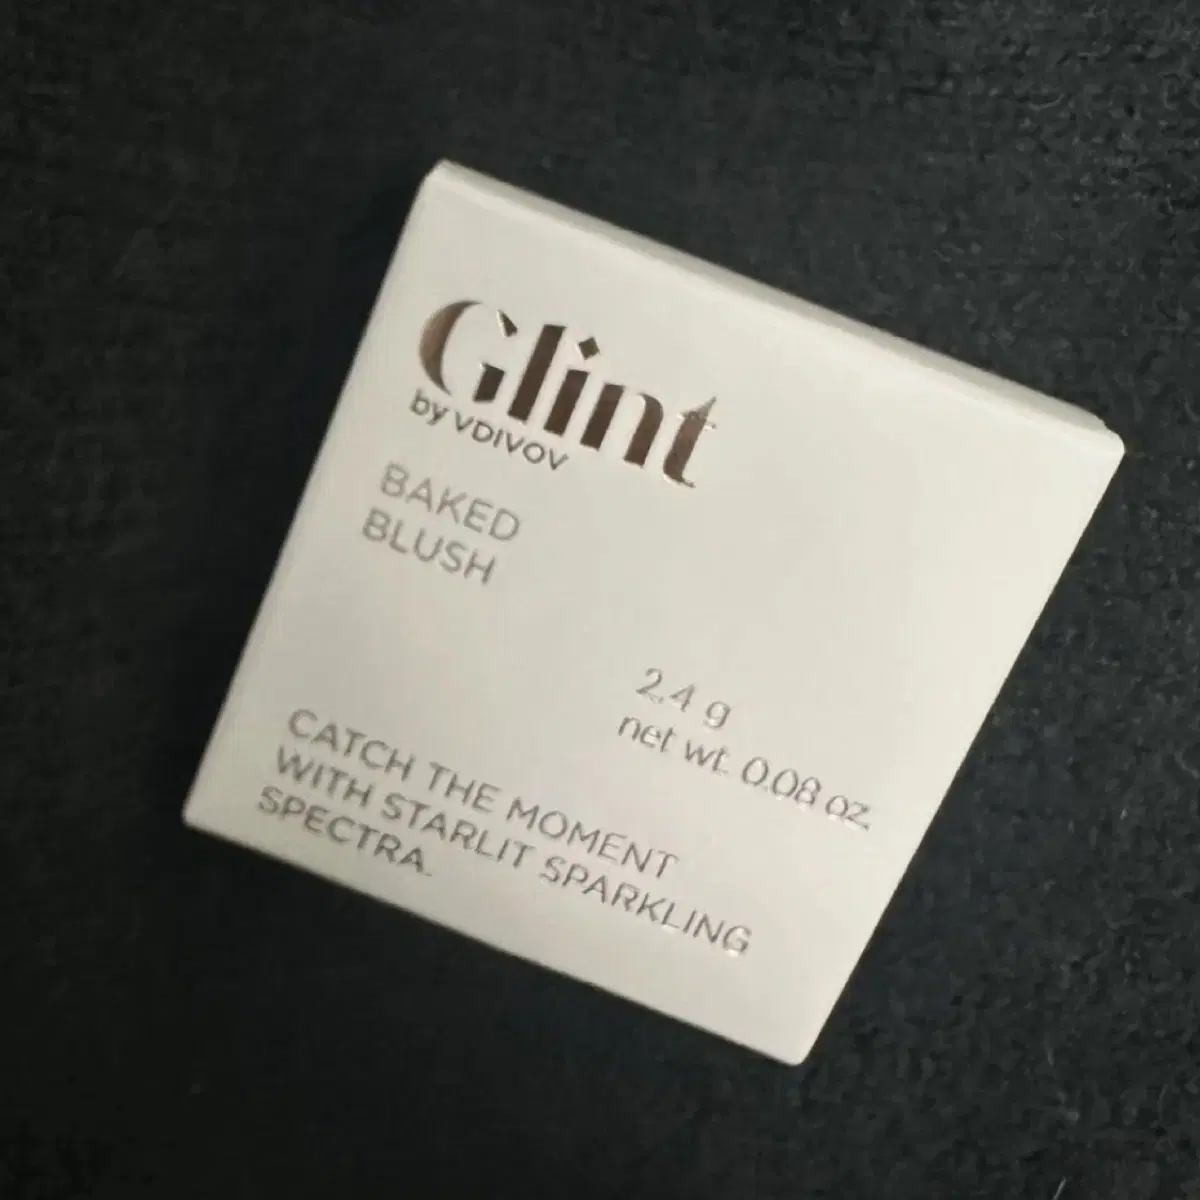 Glint
by VDIVOV
BAKED
BLUSH
2.4 g
net wt. 0.08 oz.
CATCH THE MOMENT
WITH STARLIT SPARKLING
SPECTRA.